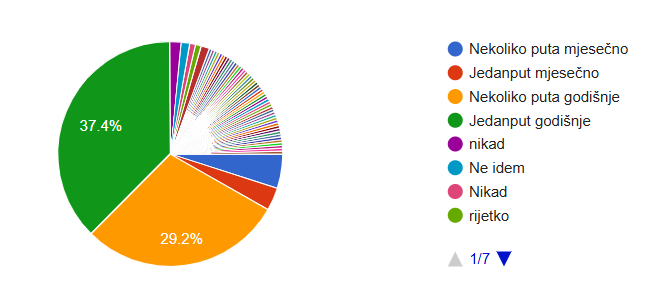 37.4%
29.2%
Nekoliko puta mjesečno
Jedanput mjesečno
Nekoliko puta godišnje
Jedanput godišnje
nikad
Ne idem
Nikad
rijetko
1/7